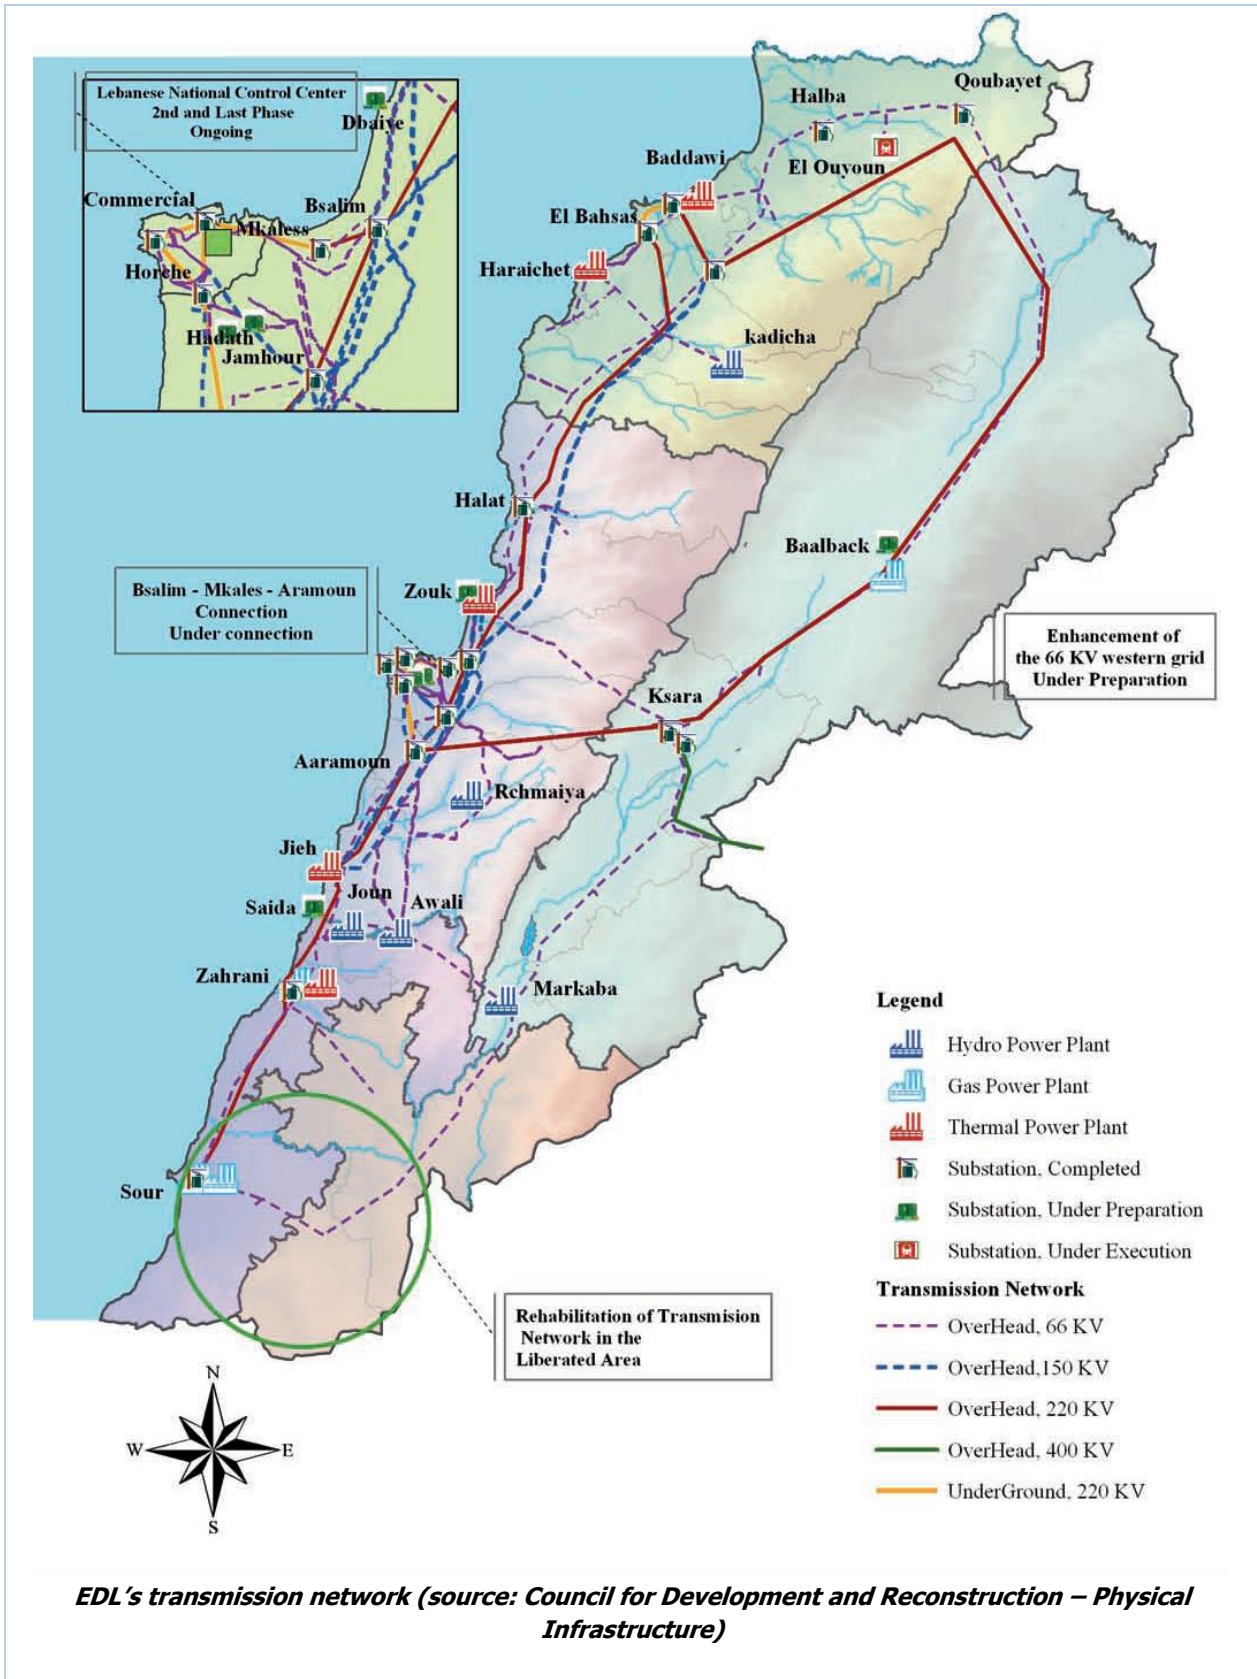 Lebanese National Control Center
2nd and Last Phase
Ongoing
Dbaiye
Commercial
Bsalim
Mkaless
Horche
Hadath
Jamhour
Qoubayet
Halba
El Ouyoun
Baddawi
El Bahsas
Haraichet
kadicha
Halat
Baalback
Bsalim - Mkales - Aramoun
Connection
Under connection
Zouk
Enhancement of
the 66 KV western grid
Under Preparation
Ksara
Aaramoun
Rchmaiya
Jieh
Joun
Awali
Saida
Zahrani
Markaba
Sour
Rehabilitation of Transmision
Network in the
Liberated Area
N
W
E
S
Legend
Hydro Power Plant
Gas Power Plant
Thermal Power Plant
Substation, Completed
Substation, Under Preparation
Substation, Under Execution
Transmission Network
OverHead, 66 KV
OverHead,150 KV
OverHead, 220 KV
OverHead, 400 KV
UnderGround, 220 KV
EDL’s transmission network (source: Council for Development and Reconstruction – Physical
Infrastructure)